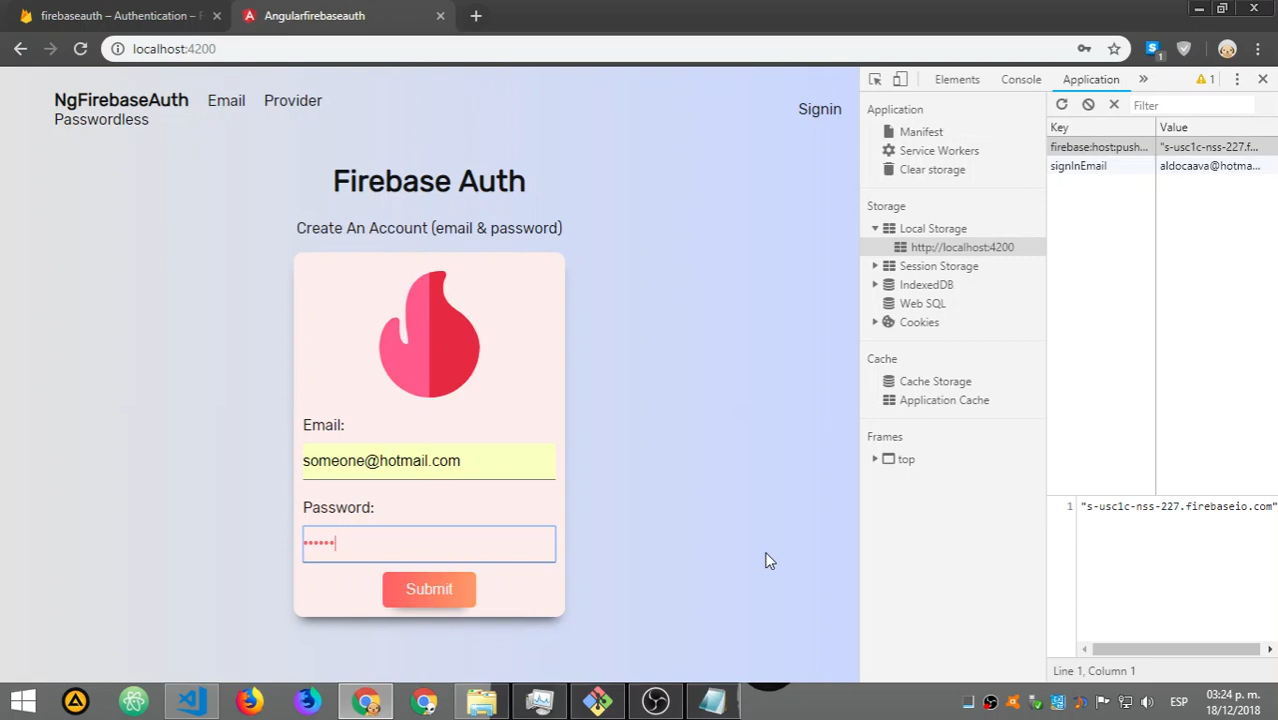 firebaseauth – Authentication – F
Angularfirebaseauth
localhost:4200
1
NgFirebaseAuth Email Provider
Passwordless
Signin
Firebase Auth
Create An Account (email & password)
Email:
someone@hotmail.com
Password:
••••••
Submit
Elements Console Application » 1
Application
Manifest
Service Workers
Clear storage
Storage
Local Storage
http://localhost:4200
Session Storage
IndexedDB
Web SQL
Cookies
Cache
Cache Storage
Application Cache
Frames
top
Filter
Key Value
firebase:host:push... "s-usc1c-nss-227.f...
signInEmail aldocaava@hotma...
1 "s-usc1c-nss-227.firebaseio.com"
Line 1, Column 1
ESP
03:24 p. m.
18/12/2018